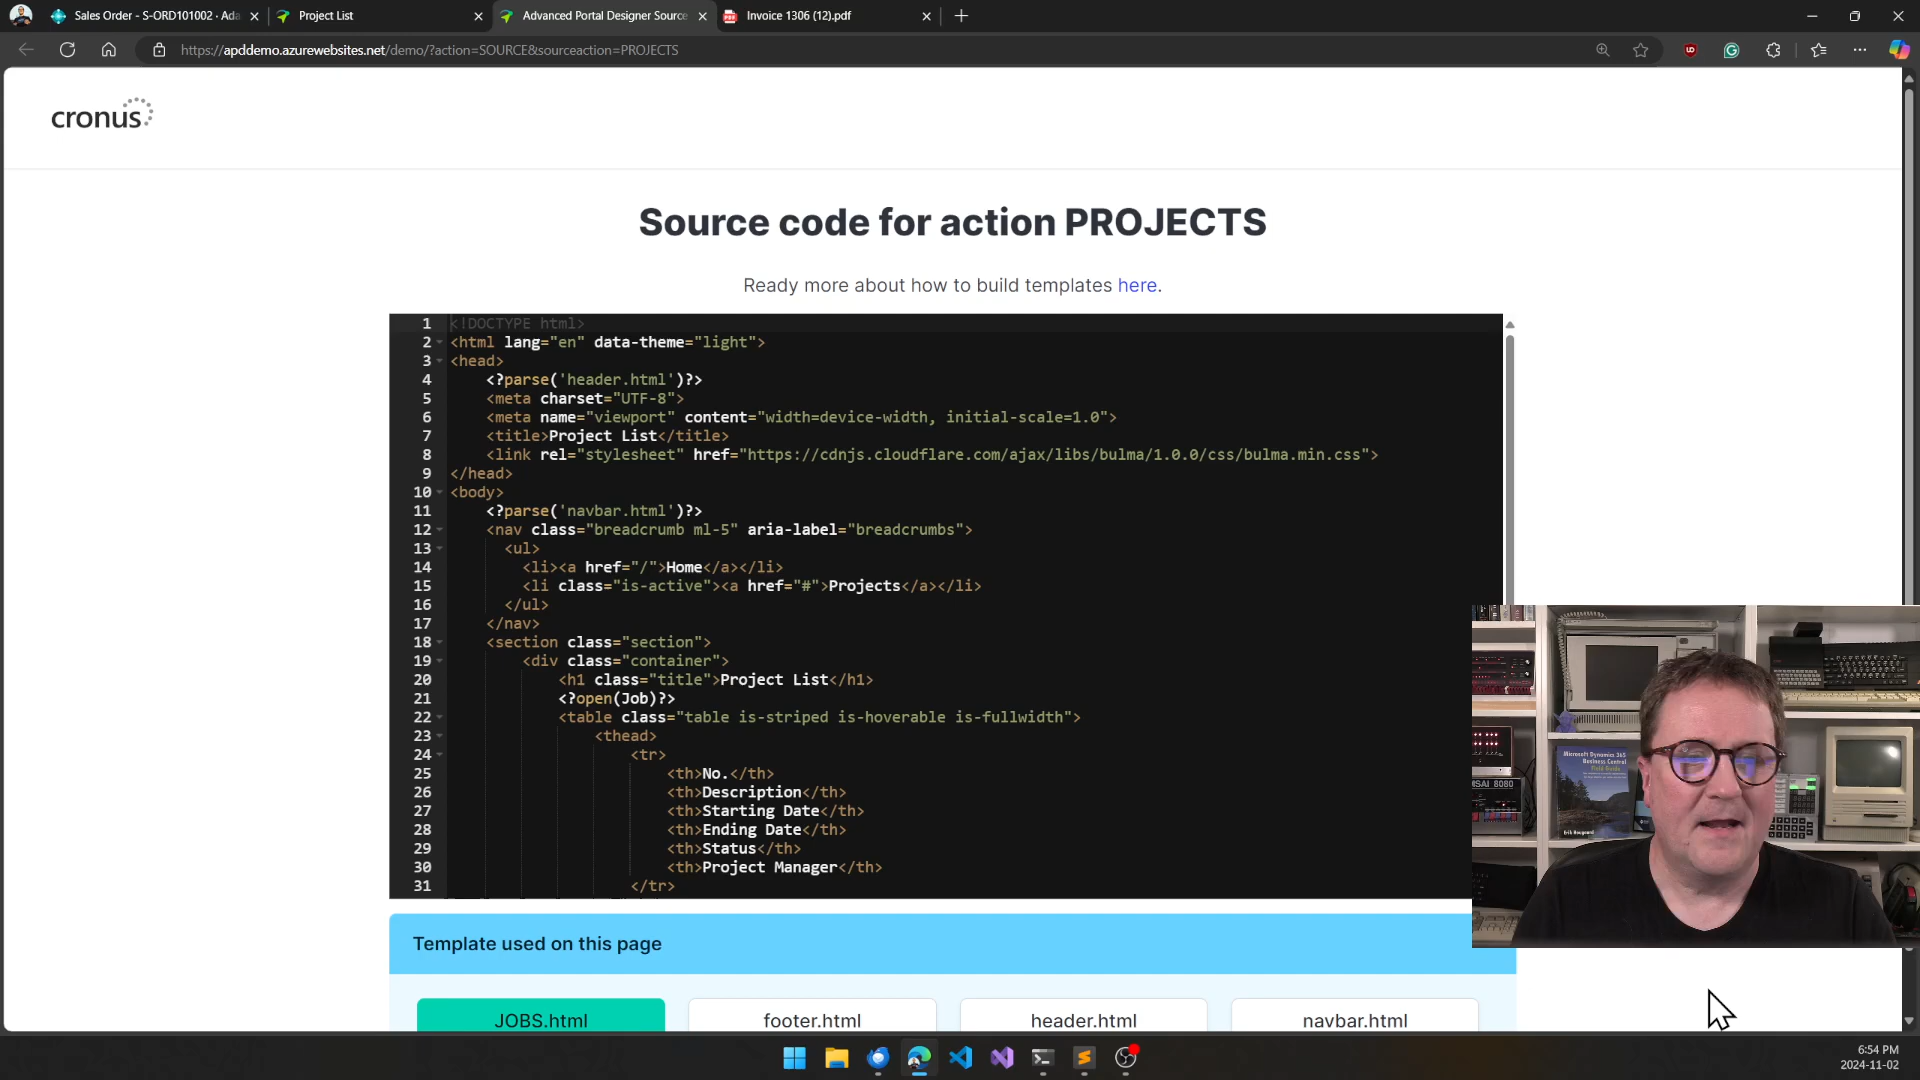 Sales Order - S-ORD101002 · Ada
Project List
Advanced Portal Designer Source
Invoice 1306 (12).pdf
https://apddemo.azurewebsites.net/demo/?action=SOURCE&sourceaction=PROJECTS
cronus
Source code for action PROJECTS
Ready more about how to build templates here.
1 <!DOCTYPE html>
2 <html lang="en" data-theme="light">
3 <head>
4 <?parse('header.html')?>
5 <meta charset="UTF-8">
6 <meta name="viewport" content="width=device-width, initial-scale=1.0">
7 <title>Project List</title>
8 <link rel="stylesheet" href="https://cdnjs.cloudflare.com/ajax/libs/bulma/1.0.0/css/bulma.min.css">
9 </head>
10 <body>
11 <?parse('navbar.html')?>
12 <nav class="breadcrumb ml-5" aria-label="breadcrumbs">
13 <ul>
14 <li><a href="/">Home</a></li>
15 <li class="is-active"><a href="#">Projects</a></li>
16 </ul>
17 </nav>
18 <section class="section">
19 <div class="container">
20 <h1 class="title">Project List</h1>
21 <?open(Job)?>
22 <table class="table is-striped is-hoverable is-fullwidth">
23 <thead>
24 <tr>
25 <th>No.</th>
26 <th>Description</th>
27 <th>Starting Date</th>
28 <th>Ending Date</th>
29 <th>Status</th>
30 <th>Project Manager</th>
31 </tr>
Microsoft Dynamics 365
Business Control
Field Guide
Template used on this page
JOBS.html
footer.html
header.html
navbar.html
6:54 PM
2024-11-02